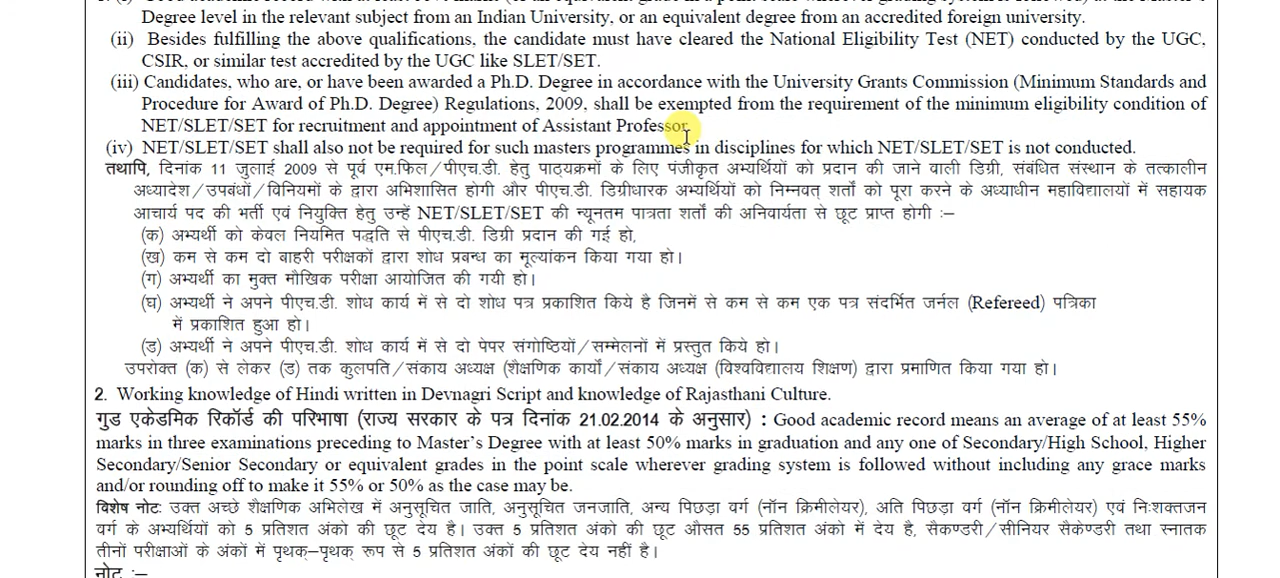 Degree level in the relevant subject from an Indian University, or an equivalent degree from an accredited foreign university.
(ii) Besides fulfilling the above qualifications, the candidate must have cleared the National Eligibility Test (NET) conducted by the UGC,
CSIR, or similar test accredited by the UGC like SLET/SET.
(iii) Candidates, who are, or have been awarded a Ph.D. Degree in accordance with the University Grants Commission (Minimum Standards and
Procedure for Award of Ph.D. Degree) Regulations, 2009, shall be exempted from the requirement of the minimum eligibility condition of
NET/SLET/SET for recruitment and appointment of Assistant Professor.
(iv) NET/SLET/SET shall also not be required for such masters programmes in disciplines for which NET/SLET/SET is not conducted.
तथापि, दिनांक 11 जुलाई 2009 से पूर्व एम.फिल/पीएच.डी. हेतु पाठ्यक्रमों के लिए पंजीकृत अभ्यर्थियों को प्रदान की जाने वाली डिग्री, संबंधित संस्थान के तत्कालीन
अध्यादेश/उपबंधों/विनियमों के द्वारा अभिशासित होगी और पीएच.डी. डिग्रीधारक अभ्यर्थियों को निम्नवत् शर्तों को पूरा करने के अध्याधीन महाविद्यालयों में सहायक
आचार्य पद की भर्ती एवं नियुक्ति हेतु उन्हें NET/SLET/SET की न्यूनतम पात्रता शर्तों की अनिवार्यता से छूट प्राप्त होगी :–
(क) अभ्यर्थी को केवल नियमित पद्धति से पीएच.डी. डिग्री प्रदान की गई हो,
(ख) कम से कम दो बाहरी परीक्षकों द्वारा शोध प्रबन्ध का मूल्यांकन किया गया हो।
(ग) अभ्यर्थी का मुक्त मौखिक परीक्षा आयोजित की गयी हो।
(घ) अभ्यर्थी ने अपने पीएच.डी. शोध कार्य में से दो शोध पत्र प्रकाशित किये है जिनमें से कम से कम एक पत्र संदर्भित जर्नल (Refereed) पत्रिका
में प्रकाशित हुआ हो।
(ड) अभ्यर्थी ने अपने पीएच.डी. शोध कार्य में से दो पेपर संगोष्ठियों/सम्मेलनों में प्रस्तुत किये हो।
उपरोक्त (क) से लेकर (ड) तक कुलपति/संकाय अध्यक्ष (शैक्षणिक कार्यो/संकाय अध्यक्ष (विश्वविद्यालय शिक्षण) द्वारा प्रमाणित किया गया हो।
2. Working knowledge of Hindi written in Devnagri Script and knowledge of Rajasthani Culture.
गुड एकेडमिक रिकॉर्ड की परिभाषा (राज्य सरकार के पत्र दिनांक 21.02.2014 के अनुसार) : Good academic record means an average of at least 55%
marks in three examinations preceding to Master's Degree with at least 50% marks in graduation and any one of Secondary/High School, Higher
Secondary/Senior Secondary or equivalent grades in the point scale wherever grading system is followed without including any grace marks
and/or rounding off to make it 55% or 50% as the case may be.
विशेष नोटः उक्त अच्छे शैक्षणिक अभिलेख में अनुसूचित जाति, अनुसूचित जनजाति, अन्य पिछड़ा वर्ग (नॉन क्रिमीलेयर), अति पिछड़ा वर्ग (नॉन क्रिमीलेयर) एवं निःशक्तजन
वर्ग के अभ्यर्थियों को 5 प्रतिशत अंको की छूट देय है। उक्त 5 प्रतिशत अंकों की छूट औसत 55 प्रतिशत अंको में देय है, सैकण्डरी/सीनियर सैकेण्डरी तथा स्नातक
तीनों परीक्षाओं के अंकों में पृथक्–पृथक् रूप से 5 प्रतिशत अंकों की छूट देय नहीं है।
नोट :–